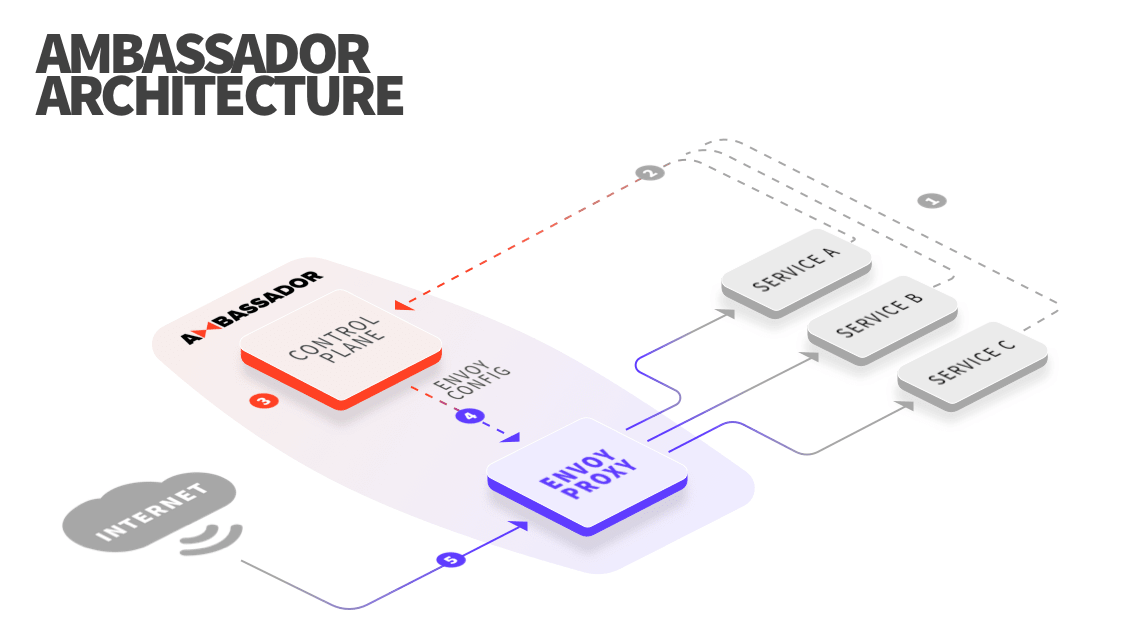 AMBASSADOR
ARCHITECTURE
2
1
SERVICE A
AMBASSADOR
SERVICE B
CONTROL
PLANE
SERVICE C
ENVOY
CONFIG
3
4
ENVOY
PROXY
INTERNET
5